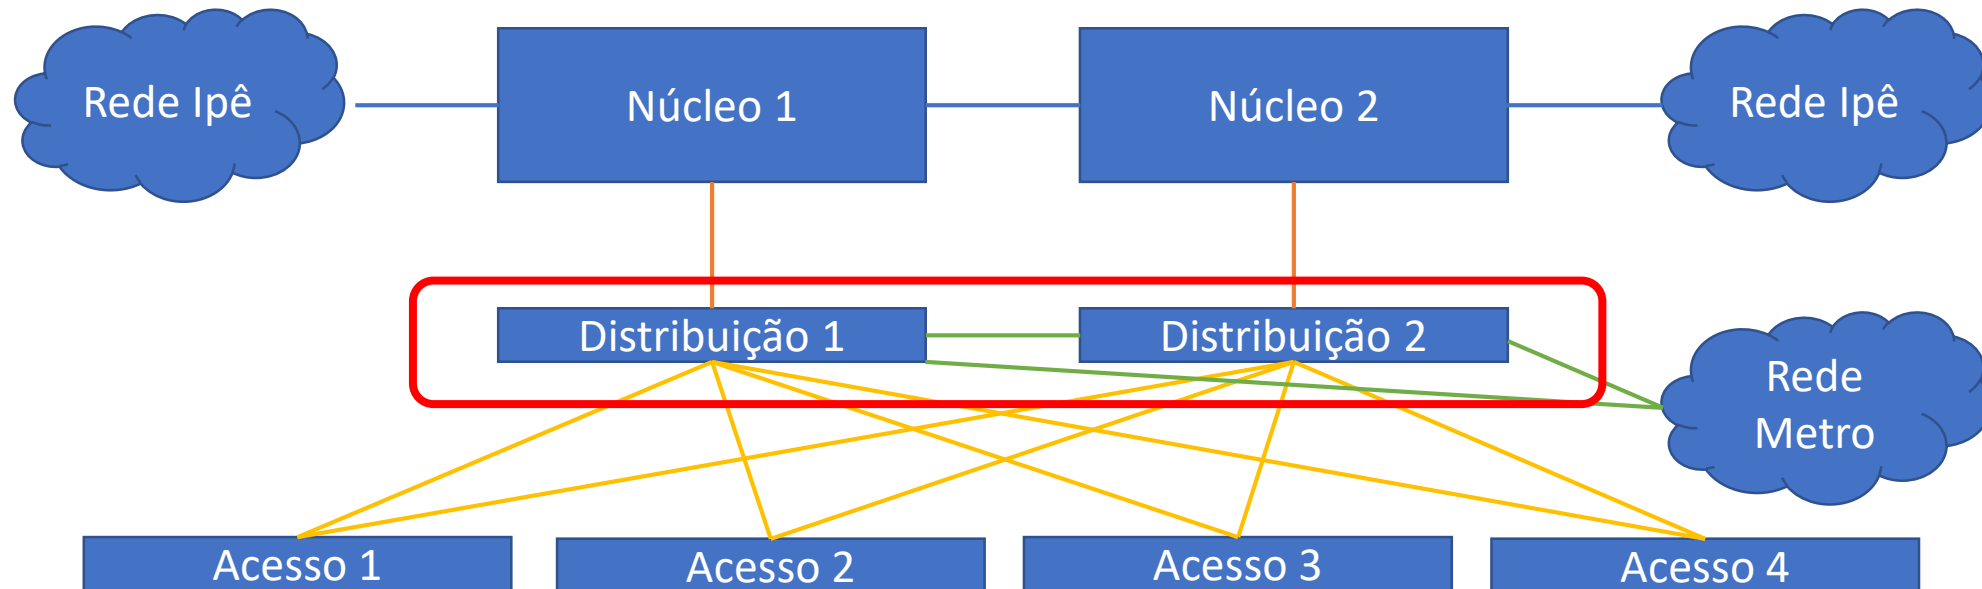 Rede Ipê
Núcleo 1
Núcleo 2
Rede Ipê
Distribuição 1
Distribuição 2
Rede
Metro
Acesso 1
Acesso 2
Acesso 3
Acesso 4